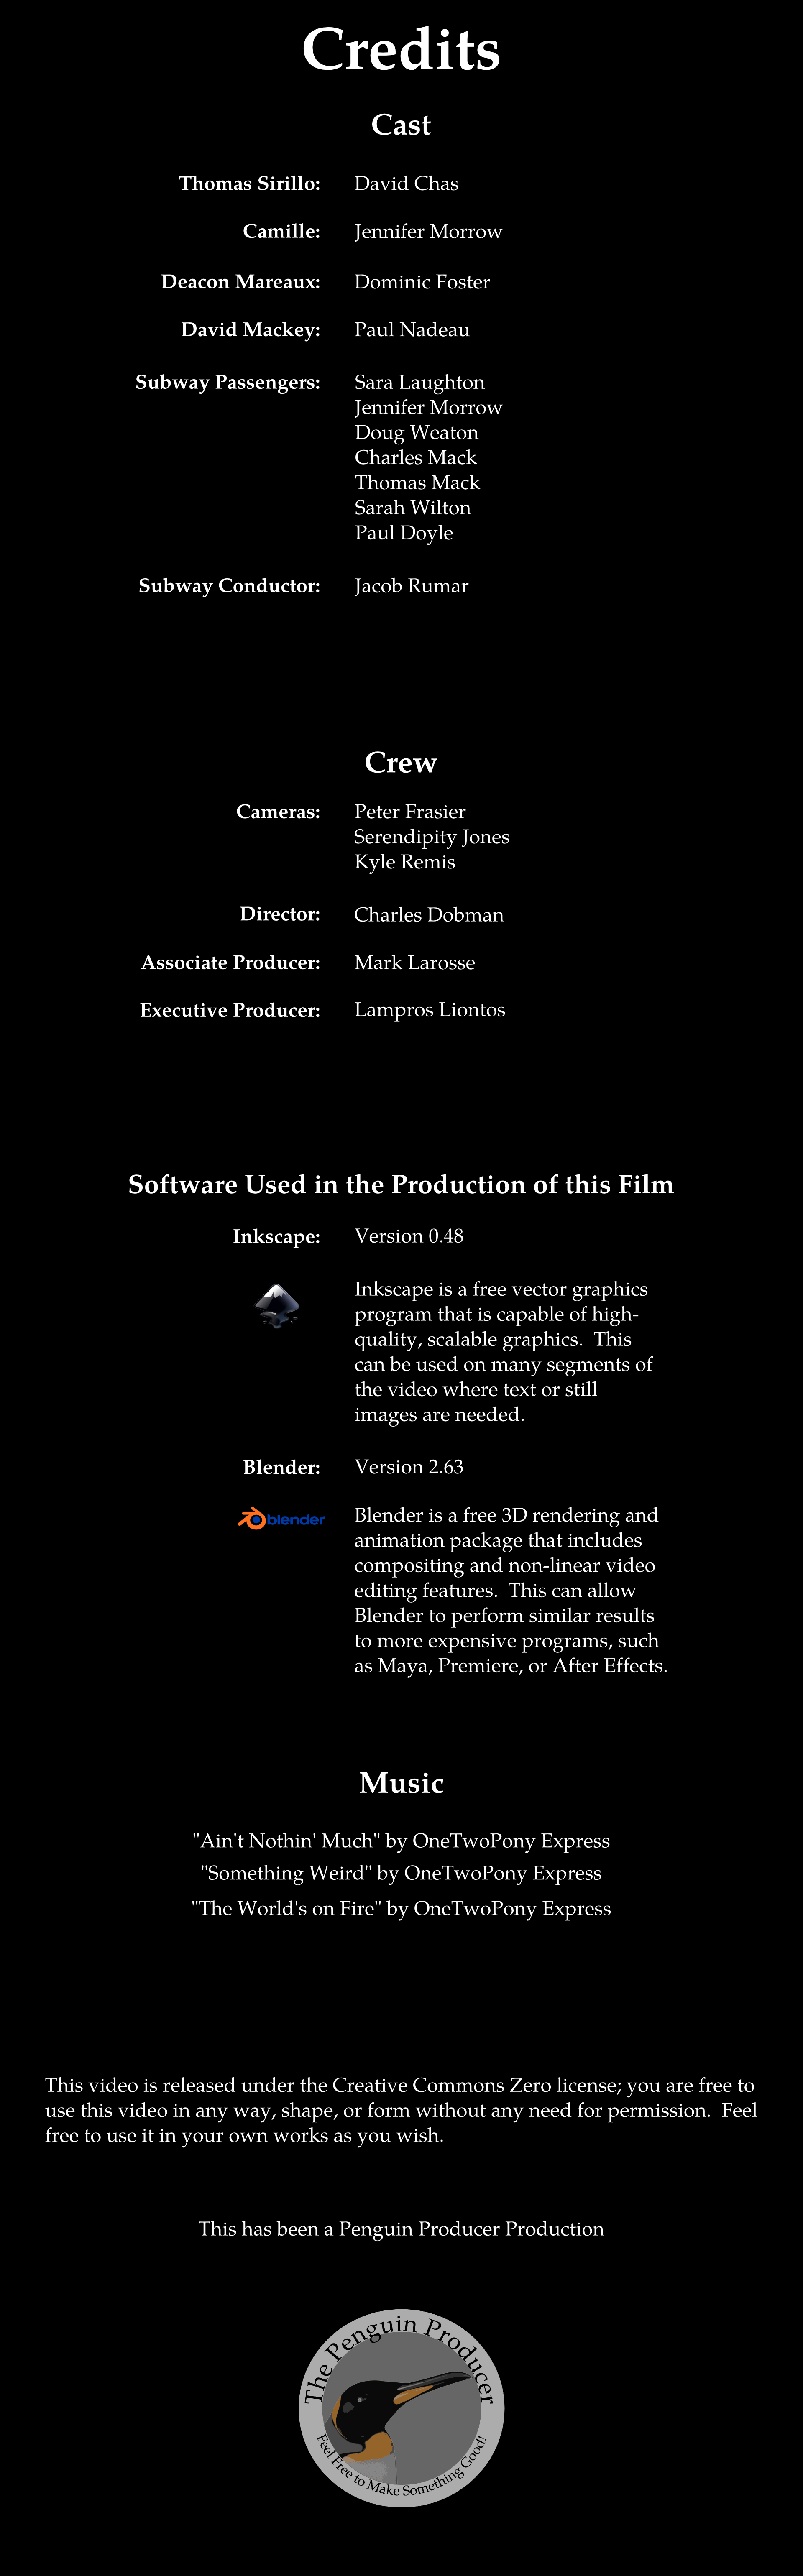 Credits
Cast
Thomas Sirillo: David Chas
Camille: Jennifer Morrow
Deacon Mareaux: Dominic Foster
David Mackey: Paul Nadeau
Subway Passengers: Sara Laughton
Jennifer Morrow
Doug Weaton
Charles Mack
Thomas Mack
Sarah Wilton
Paul Doyle
Subway Conductor: Jacob Rumar
Crew
Cameras: Peter Frasier
Serendipity Jones
Kyle Remis
Director: Charles Dobman
Associate Producer: Mark Larosse
Executive Producer: Lampros Liontos
Software Used in the Production of this Film
Inkscape: Version 0.48
Inkscape is a free vector graphics
program that is capable of high-
quality, scalable graphics.  This
can be used on many segments of
the video where text or still
images are needed.
Blender: Version 2.63
blender
Blender is a free 3D rendering and
animation package that includes
compositing and non-linear video
editing features.  This can allow
Blender to perform similar results
to more expensive programs, such
as Maya, Premiere, or After Effects.
Music
"Ain't Nothin' Much" by OneTwoPony Express
"Something Weird" by OneTwoPony Express
"The World's on Fire" by OneTwoPony Express
This video is released under the Creative Commons Zero license; you are free to
use this video in any way, shape, or form without any need for permission.  Feel
free to use it in your own works as you wish.
This has been a Penguin Producer Production
The Penguin Producer
Feel Free to Make Something Good!